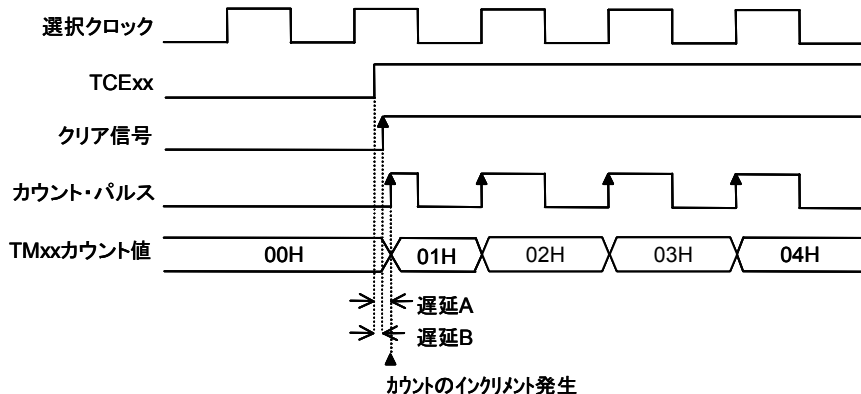 選択クロック
TCExx
クリア信号
カウント・パルス
TMxxカウント値
00H 01H 02H 03H 04H
遅延A
遅延B
カウントのインクリメント発生